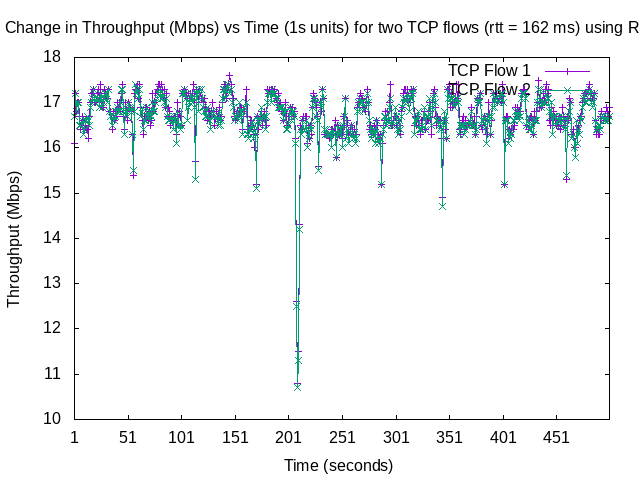 Change in Throughput (Mbps) vs Time (1s units) for two TCP flows (rtt = 162 ms) using R
18
17
16
15
14
13
12
11
10
Throughput (Mbps)
TCP Flow 1
TCP Flow 2
1 51 101 151 201 251 301 351 401 451
Time (seconds)